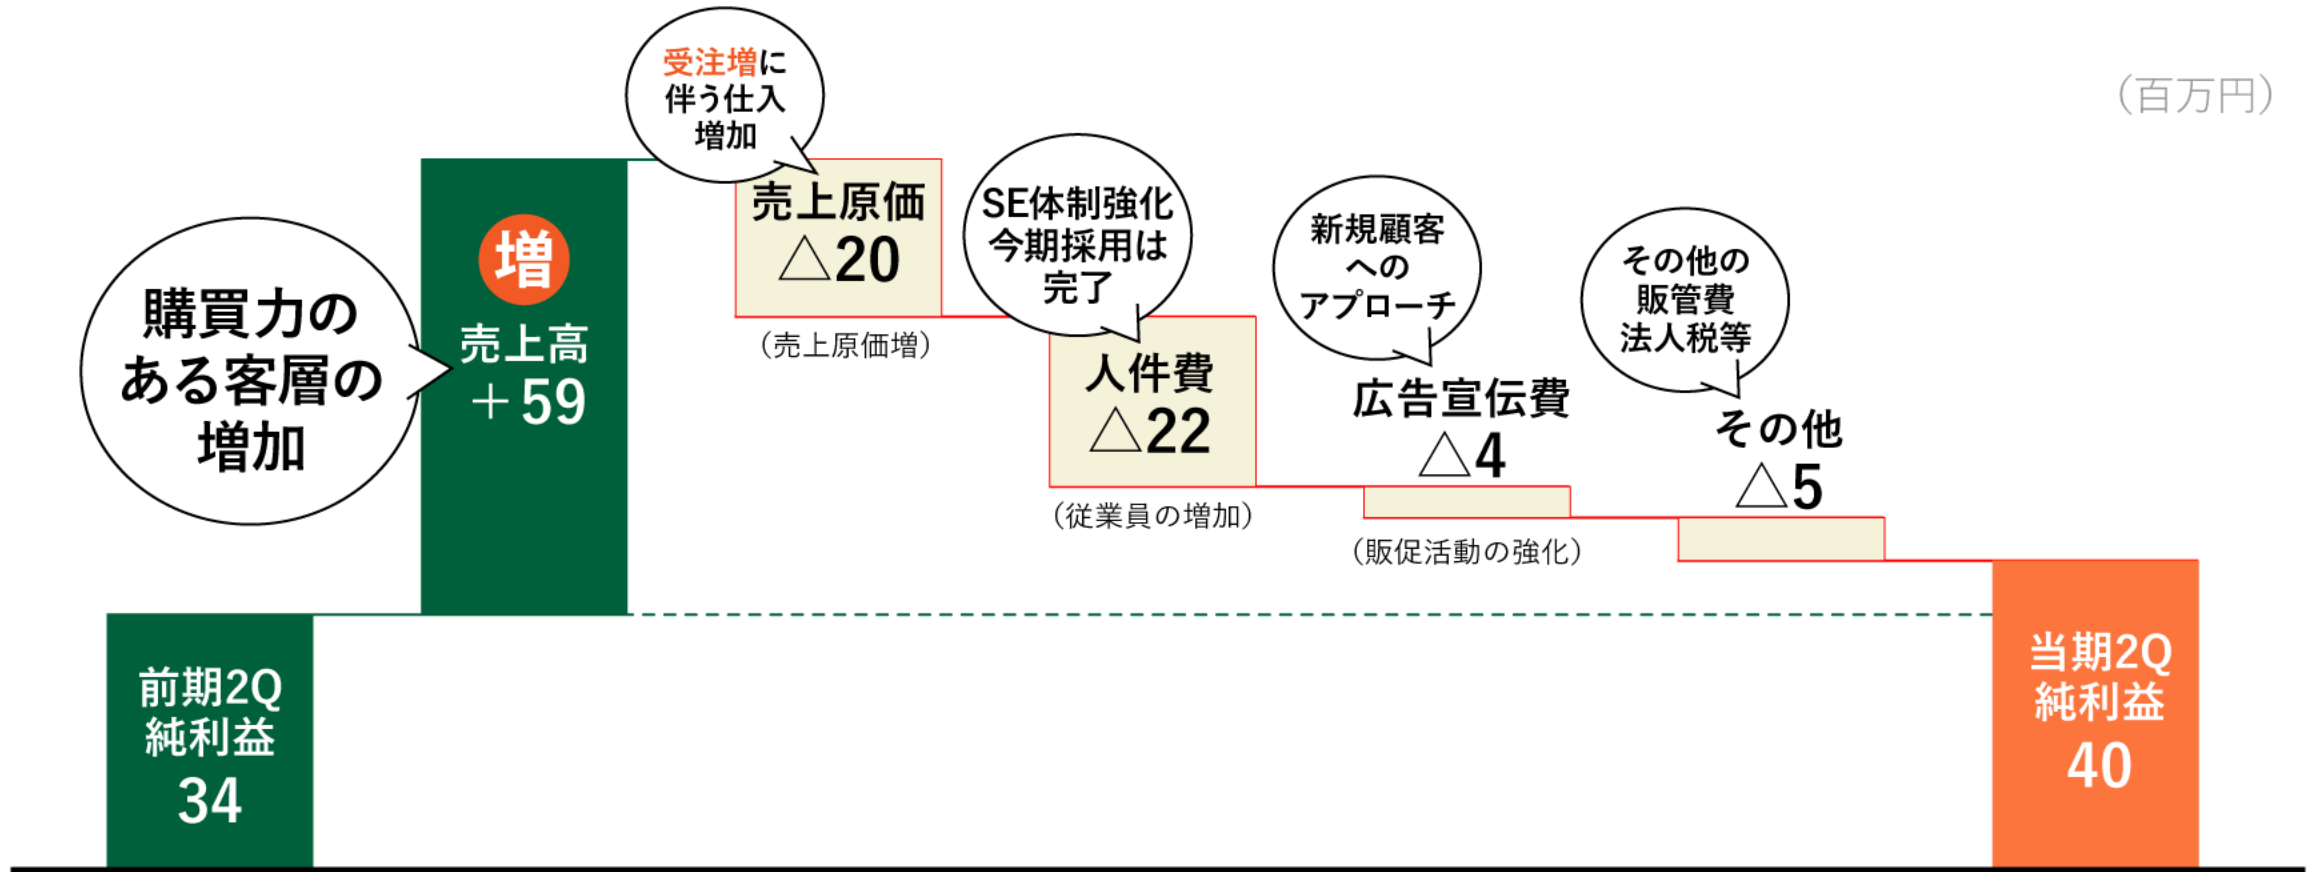 （百万円）
購買力の
ある客層の
増加
前期2Q
純利益
34
増
売上高
＋59
受注増に
伴う仕入
増加
売上原価
△20
（売上原価増）
SE体制強化
今期採用は
完了
人件費
△22
（従業員の増加）
新規顧客
への
アプローチ
広告宣伝費
△4
（販促活動の強化）
その他の
販管費
法人税等
その他
△5
当期2Q
純利益
40